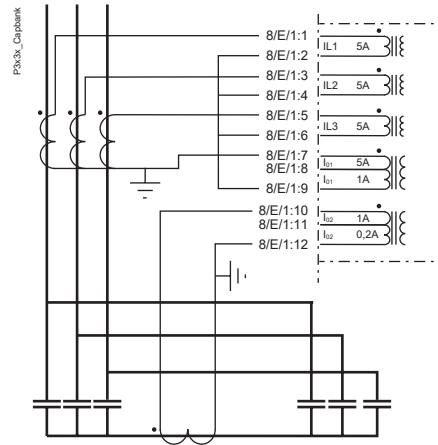 P3x3x_Capbank
8/E/1:1
8/E/1:2
8/E/1:3
8/E/1:4
8/E/1:5
8/E/1:6
8/E/1:7
8/E/1:8
8/E/1:9
8/E/1:10
8/E/1:11
8/E/1:12
IL1 5A
IL2 5A
IL3 5A
I01 5A
I01 1A
I02 1A
I02 0,2A